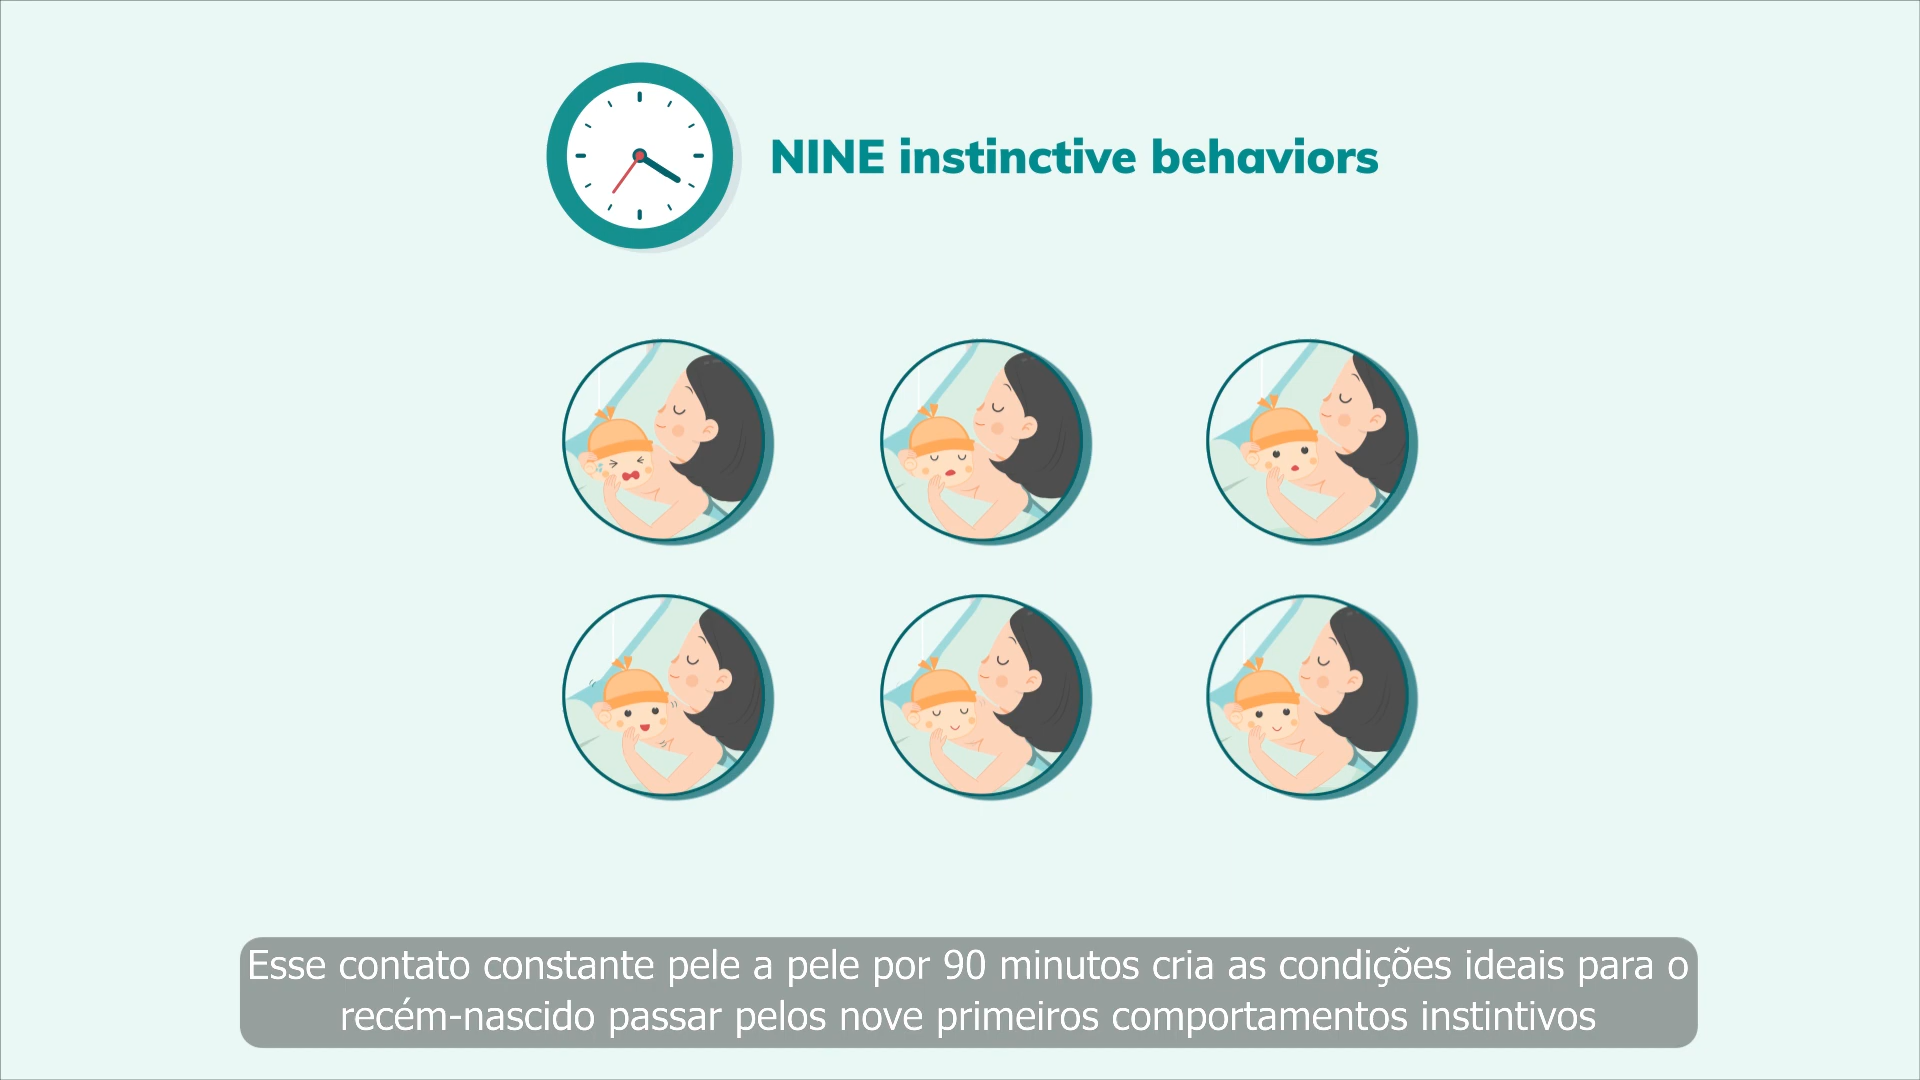 NINE instinctive behaviors
Esse contato constante pele a pele por 90 minutos cria as condições ideais para o
recém-nascido passar pelos nove primeiros comportamentos instintivos